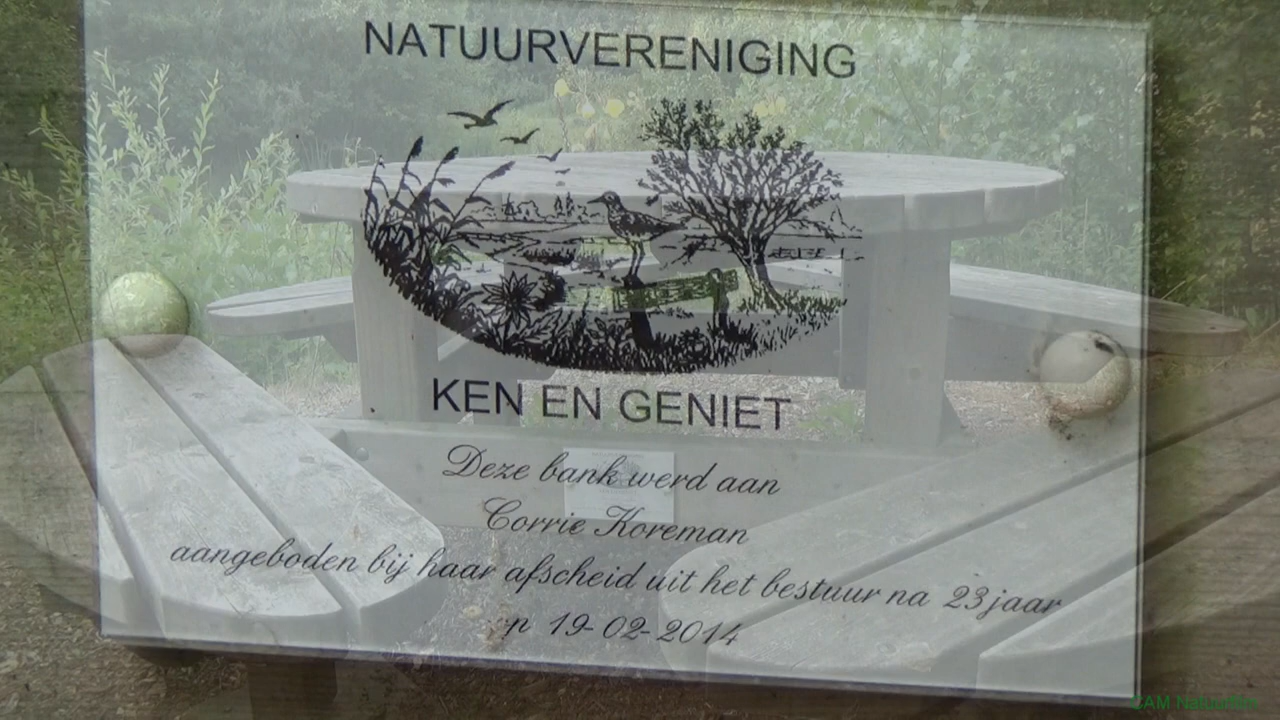 NATUURVERENIGING
KEN EN GENIET
Deze bank werd aan
Corrie Koreman
aangeboden bij haar afscheid uit het bestuur na 23 jaar
19-02-2014
CAM Natuurfilm